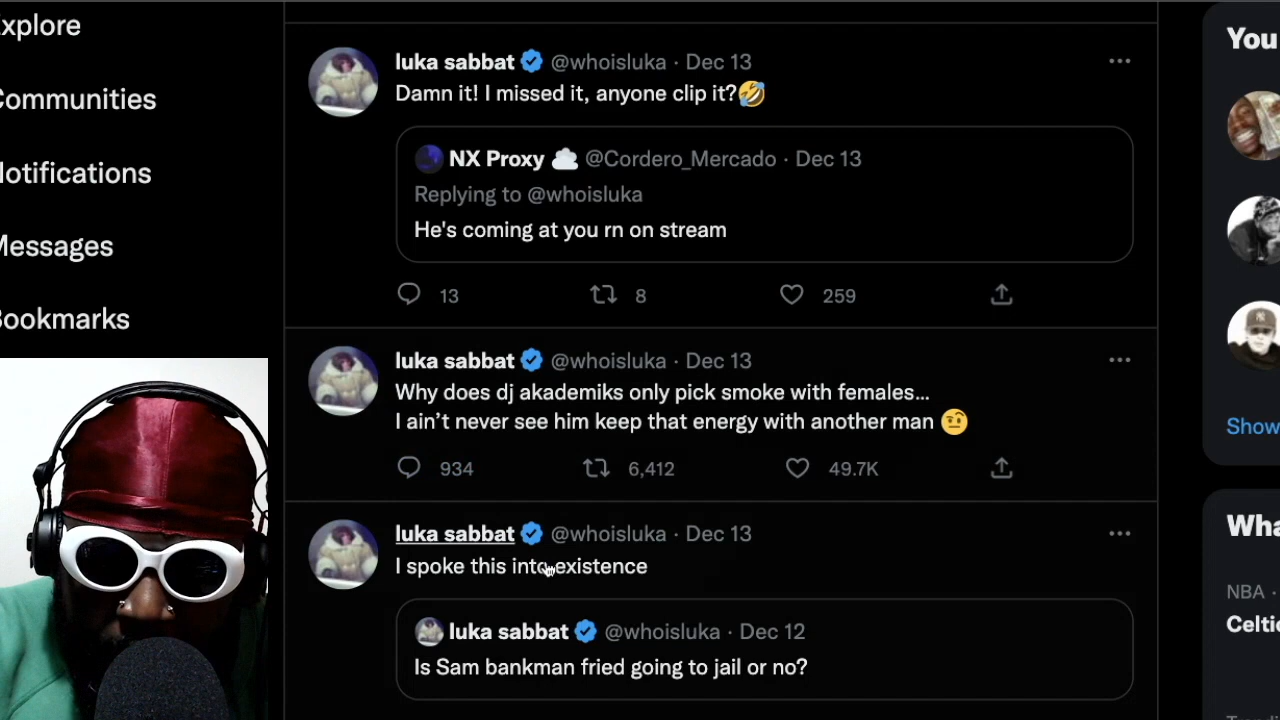 xplore
Communities
Notifications
Messages
Bookmarks
luka sabbat @whoisluka · Dec 13
Damn it! I missed it, anyone clip it?🤣
NX Proxy ☁️ @Cordero_Mercado · Dec 13
Replying to @whoisluka
He's coming at you rn on stream
13 8 259
luka sabbat @whoisluka · Dec 13
Why does dj akademiks only pick smoke with females...
I ain’t never see him keep that energy with another man 🤨
934 6,412 49.7K
luka sabbat @whoisluka · Dec 13
I spoke this into existence
luka sabbat @whoisluka · Dec 12
Is Sam bankman fried going to jail or no?
You
Show
Wha
NBA ·
Celtic